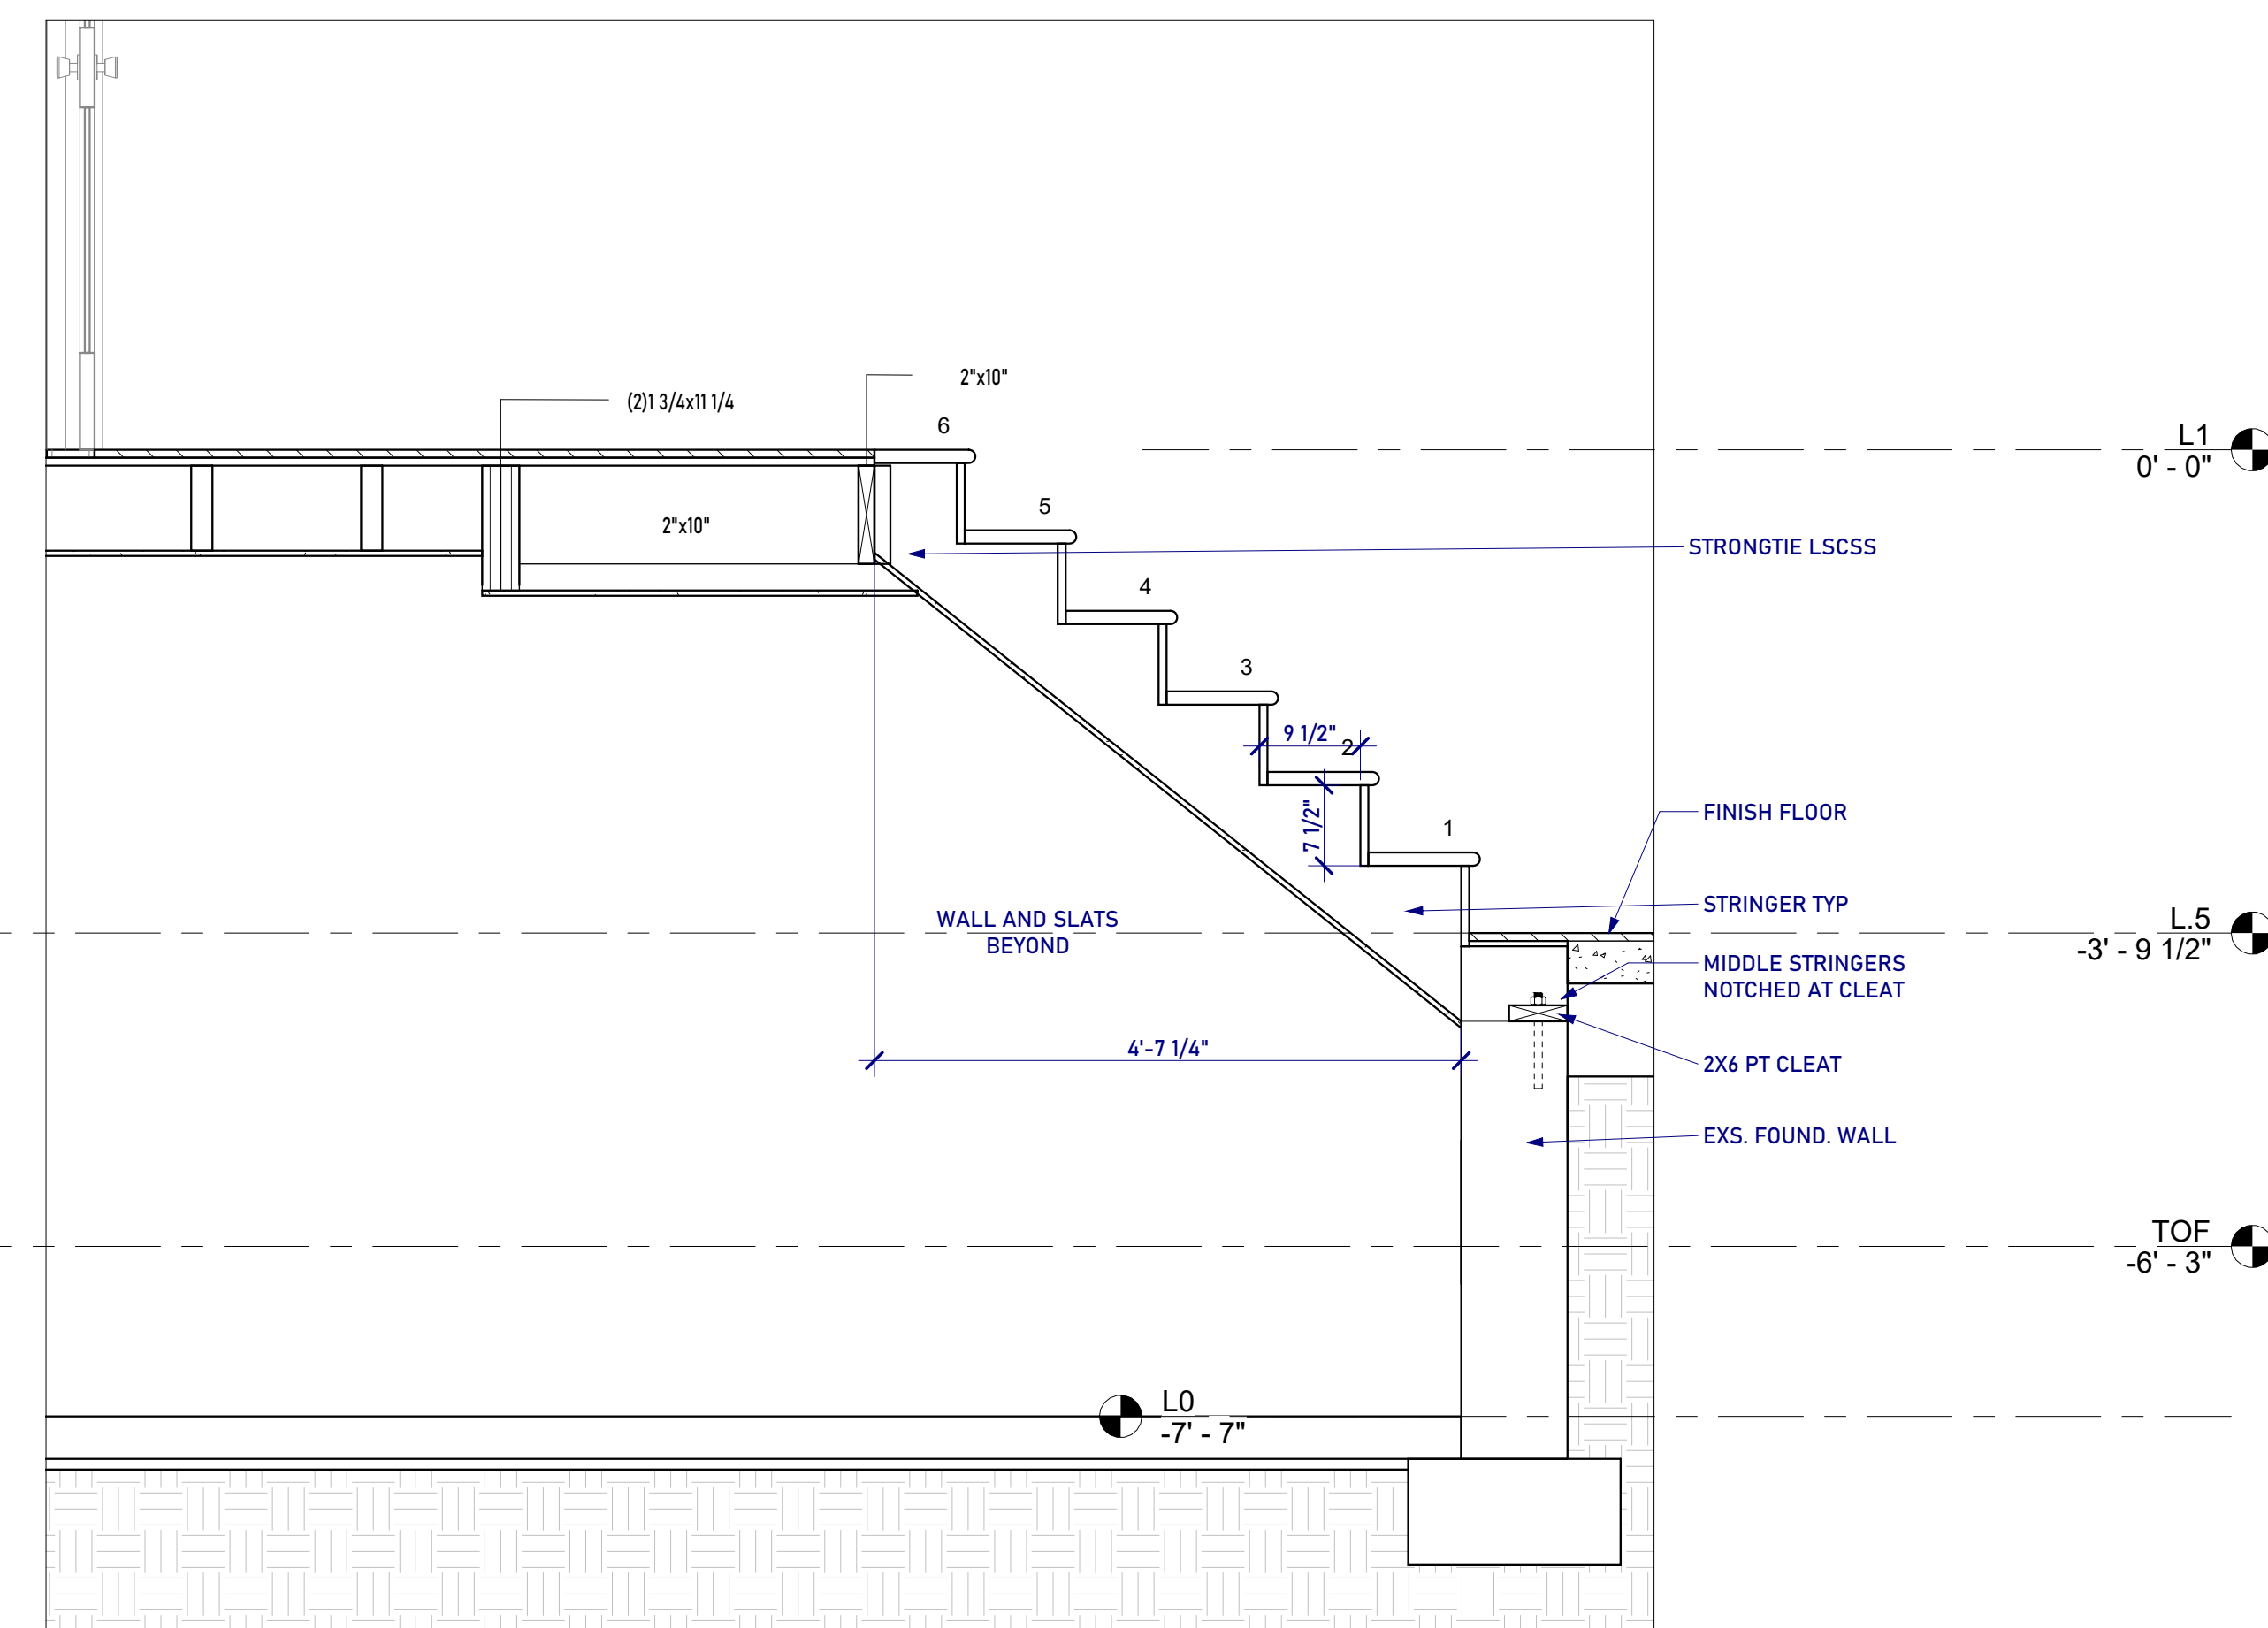 2"x10"
(2)1 3/4x11 1/4
6
L1
0' - 0"
5
2"x10"
STRONGTIE LSCSS
4
3
9 1/2"
2
7 1/2"
1
FINISH FLOOR
STRINGER TYP
WALL AND SLATS
BEYOND
L.5
-3' - 9 1/2"
MIDDLE STRINGERS
NOTCHED AT CLEAT
4'-7 1/4"
2X6 PT CLEAT
EXS. FOUND. WALL
TOF
-6' - 3"
L0
-7' - 7"